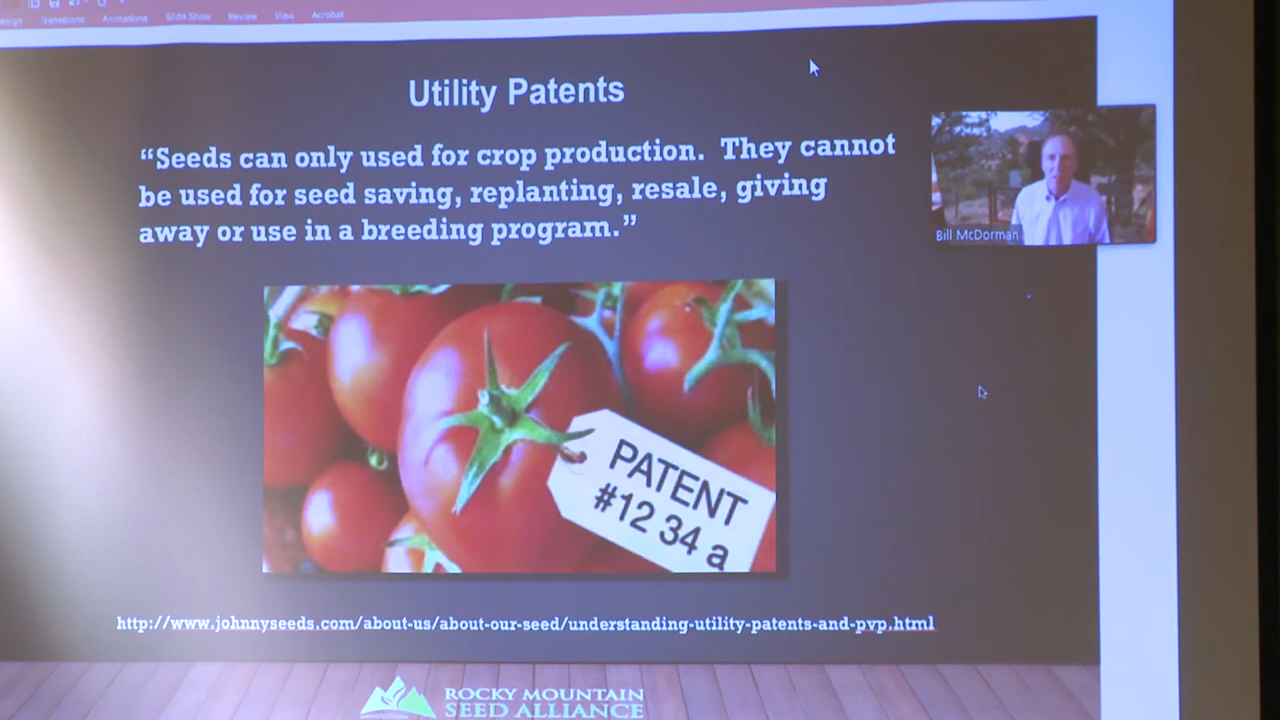 Transitions
Animations
Slide Show
Review
View
Acrobat
Utility Patents
“Seeds can only used for crop production. They cannot
be used for seed saving, replanting, resale, giving
away or use in a breeding program.”
Bill McDorman
PATENT
#12 34 a
http://www.johnnyseeds.com/about-us/about-our-seed/understanding-utility-patents-and-pvp.html
ROCKY MOUNTAIN
SEED ALLIANCE